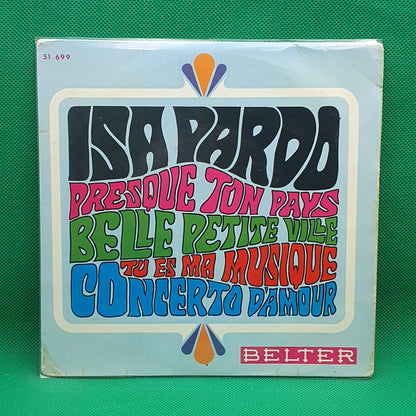 51.699
ISA PARDO
PRESQUE TON PAYS
BELLE PETITE VILLE
TU ES MA MUSIQUE
CONCERTO D'AMOUR
BELTER